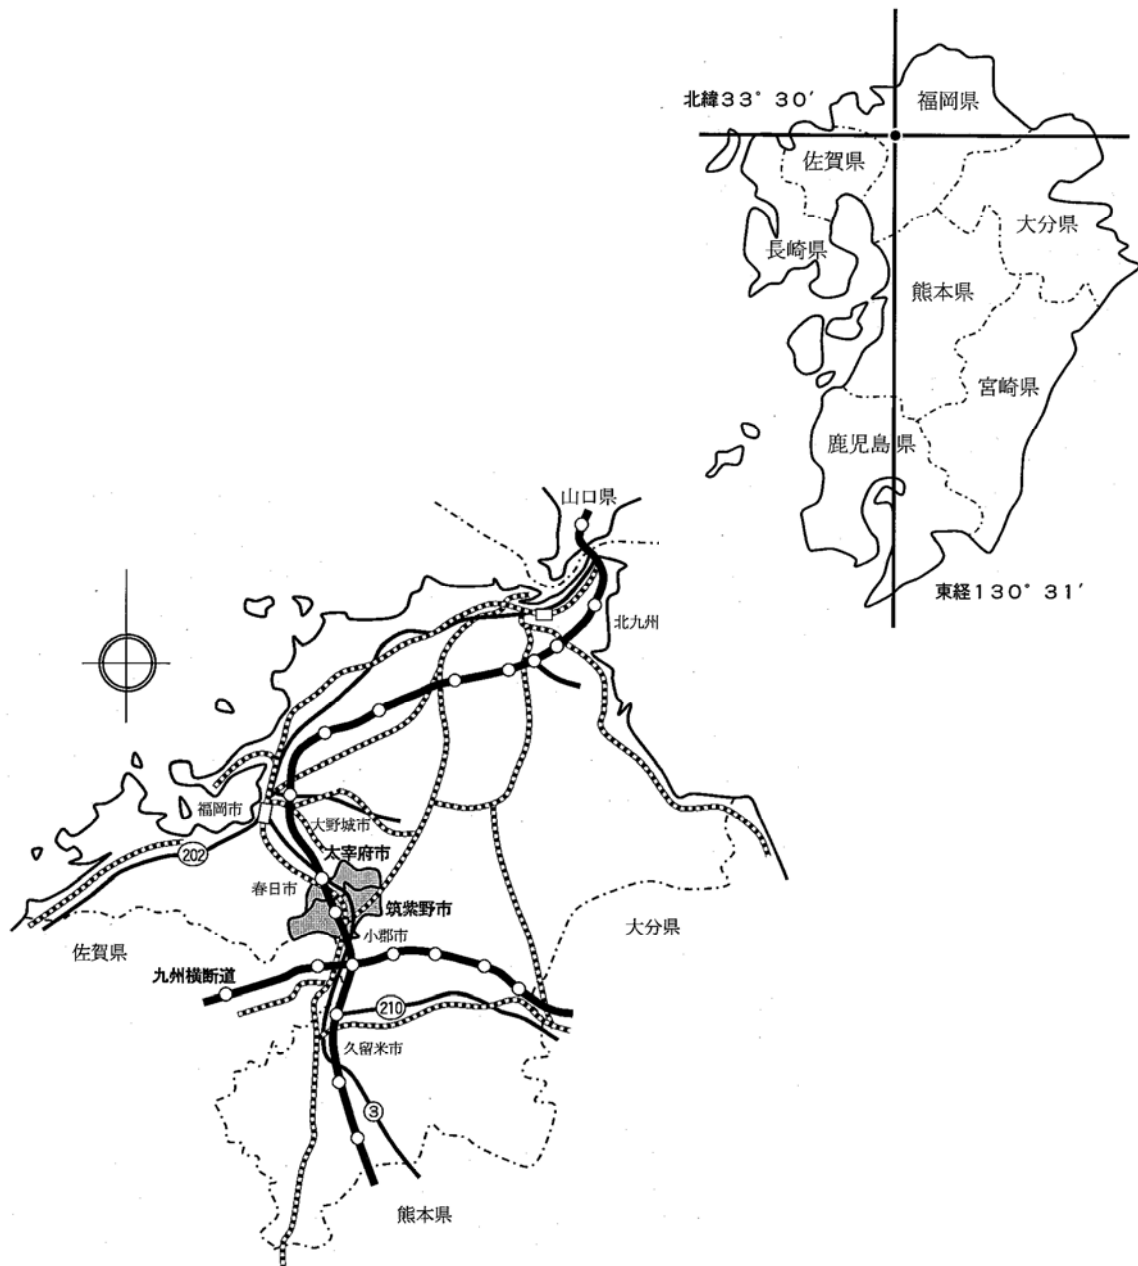 北緯33° 30′
福岡県
佐賀県
大分県
長崎県
熊本県
宮崎県
鹿児島県
東経130° 31′
山口県
北九州
福岡市
大野城市
202
太宰府市
春日市
筑紫野市
小郡市
大分県
佐賀県
九州横断道
210
久留米市
3
熊本県